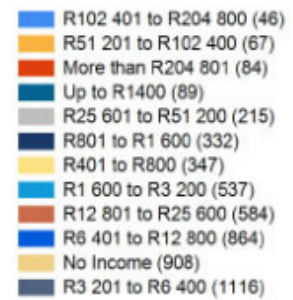 R102 401 to R204 800 (46)
R51 201 to R102 400 (67)
More than R204 801 (84)
Up to R1400 (89)
R25 601 to R51 200 (215)
R801 to R1 600 (332)
R401 to R800 (347)
R1 600 to R3 200 (537)
R12 801 to R25 600 (584)
R6 401 to R12 800 (864)
No Income (908)
R3 201 to R6 400 (1116)